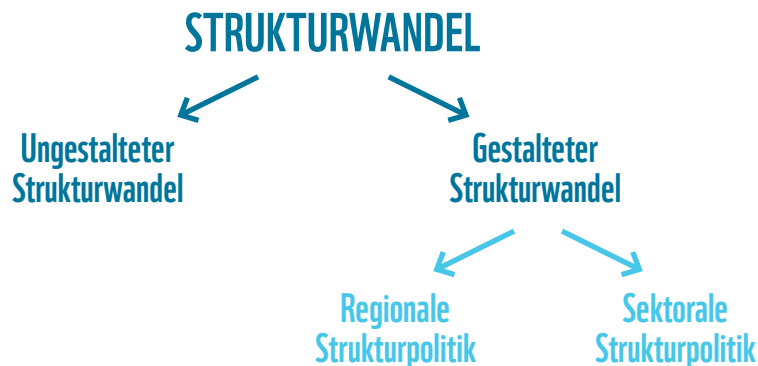 STRUKTURWANDEL
Ungestalteter
Strukturwandel
Gestalteter
Strukturwandel
Regionale
Strukturpolitik
Sektorale
Strukturpolitik